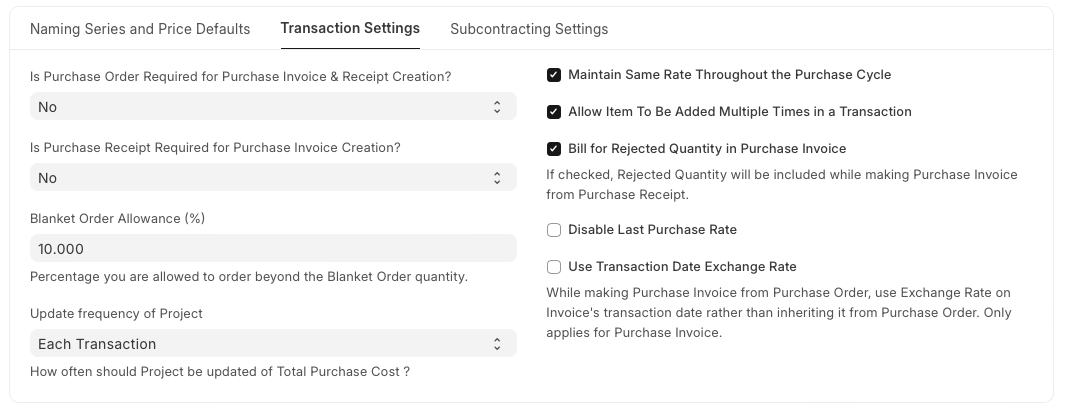 Naming Series and Price Defaults
Transaction Settings
Subcontracting Settings
Is Purchase Order Required for Purchase Invoice & Receipt Creation?
No
Is Purchase Receipt Required for Purchase Invoice Creation?
No
Blanket Order Allowance (%)
10.000
Percentage you are allowed to order beyond the Blanket Order quantity.
Update frequency of Project
Each Transaction
How often should Project be updated of Total Purchase Cost ?
Maintain Same Rate Throughout the Purchase Cycle
Allow Item To Be Added Multiple Times in a Transaction
Bill for Rejected Quantity in Purchase Invoice
If checked, Rejected Quantity will be included while making Purchase Invoice
from Purchase Receipt.
Disable Last Purchase Rate
Use Transaction Date Exchange Rate
While making Purchase Invoice from Purchase Order, use Exchange Rate on
Invoice's transaction date rather than inheriting it from Purchase Order. Only
applies for Purchase Invoice.